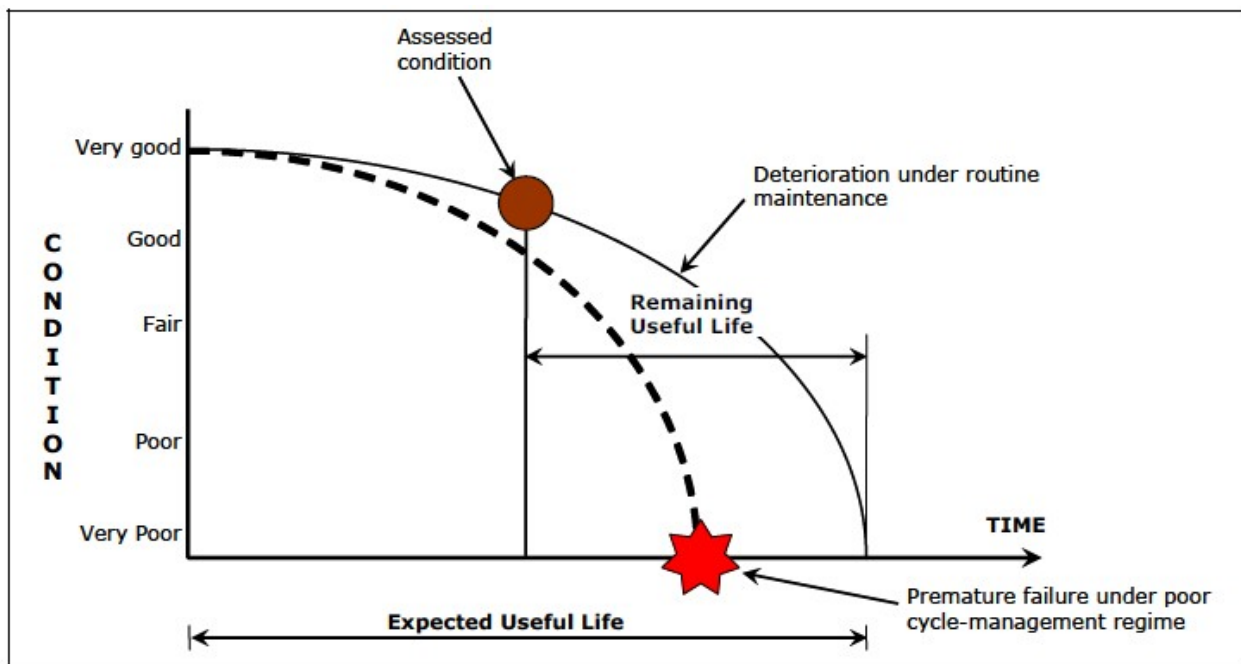 Assessed
condition
Very good
Good
Fair
Poor
Very Poor
CONDITION
Deterioration under routine
maintenance
Remaining
Useful Life
TIME
Premature failure under poor
cycle-management regime
Expected Useful Life